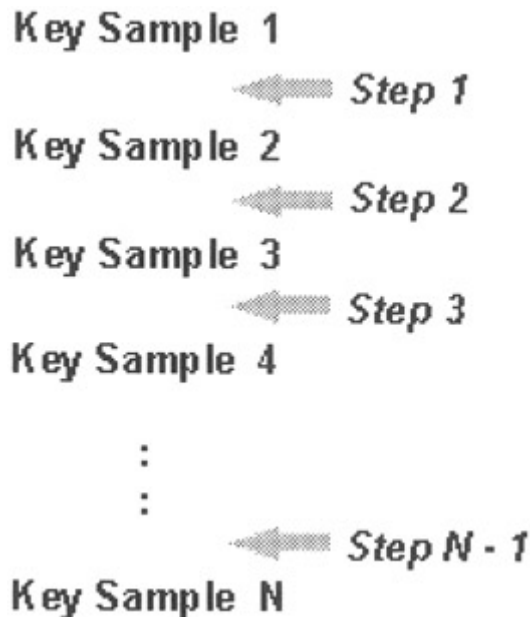 Key Sample 1
Step 1
Key Sample 2
Step 2
Key Sample 3
Step 3
Key Sample 4
:
:
Step N - 1
Key Sample N